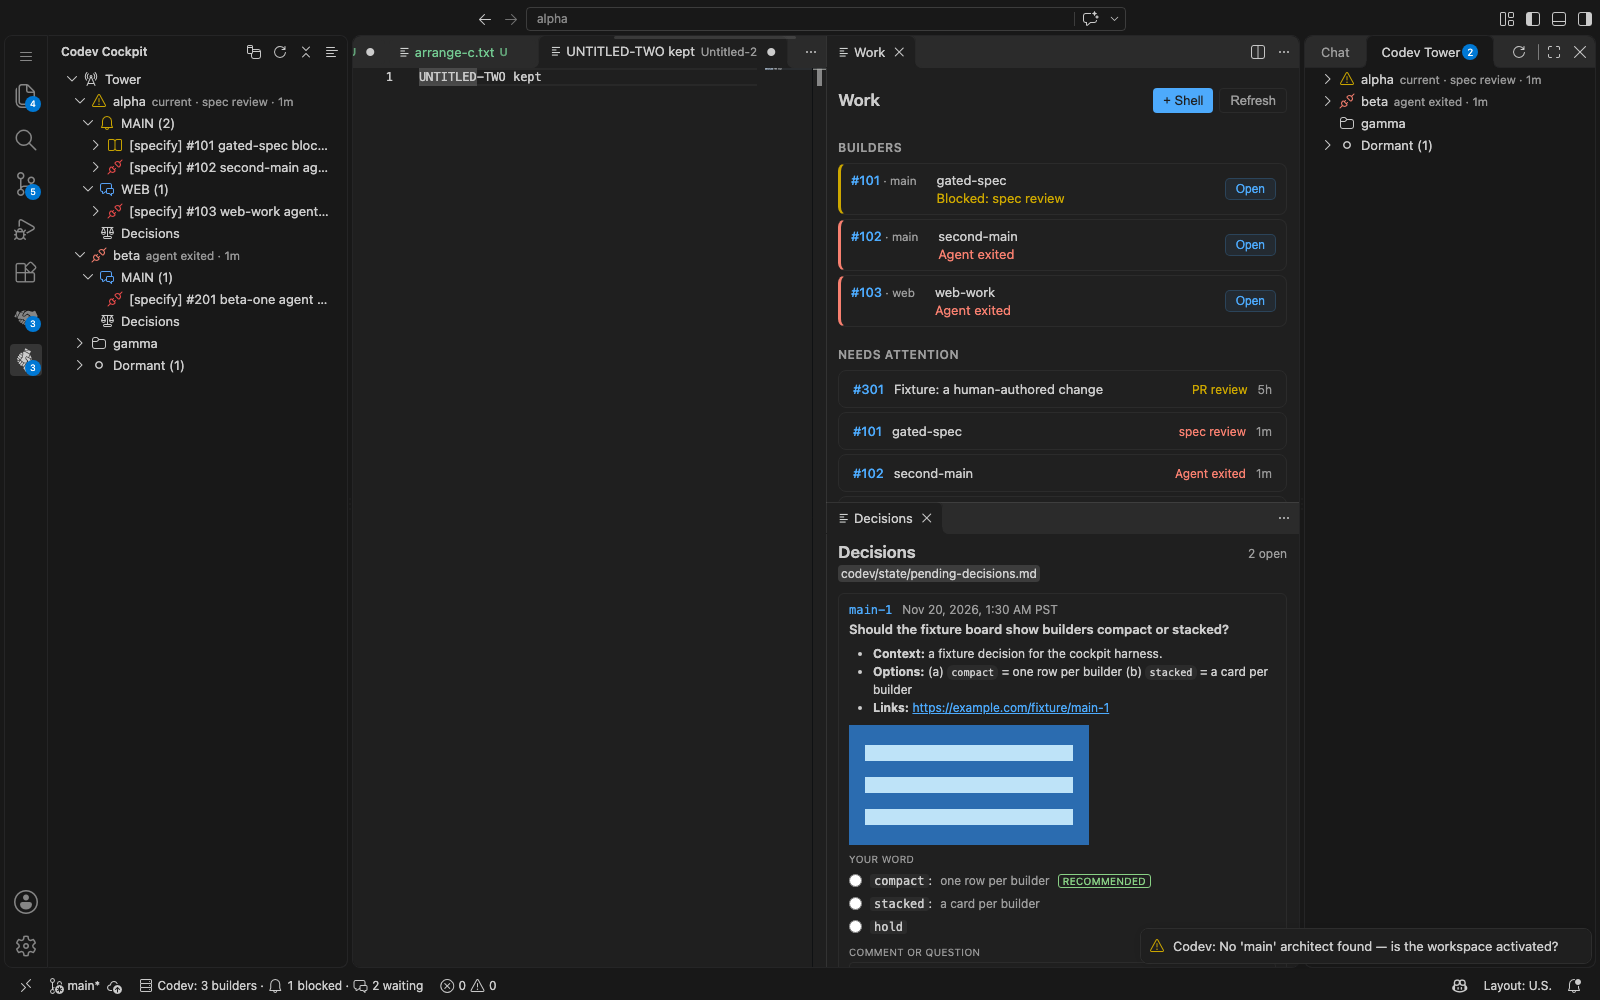 alpha
Codev Cockpit
U
arrange-c.txt U
UNTITLED-TWO kept Untitled-2
Work
Chat
Codev Tower 2
Tower
alpha current · spec review · 1m
MAIN (2)
[specify] #101 gated-spec bloc...
[specify] #102 second-main ag...
WEB (1)
[specify] #103 web-work agent...
Decisions
beta agent exited · 1m
MAIN (1)
[specify] #201 beta-one agent ...
Decisions
gamma
Dormant (1)
4
5
3
3
1 UNTITLED-TWO kept
Work
+ Shell
Refresh
BUILDERS
#101 · main gated-spec
Blocked: spec review
Open
#102 · main second-main
Agent exited
Open
#103 · web web-work
Agent exited
Open
NEEDS ATTENTION
#301 Fixture: a human-authored change PR review 5h
#101 gated-spec spec review 1m
#102 second-main Agent exited 1m
Decisions
Decisions
2 open
codev/state/pending-decisions.md
main-1 Nov 20, 2026, 1:30 AM PST
Should the fixture board show builders compact or stacked?
• Context: a fixture decision for the cockpit harness.
• Options: (a) compact = one row per builder (b) stacked = a card per
builder
• Links: https://example.com/fixture/main-1
YOUR WORD
compact: one row per builder RECOMMENDED
stacked: a card per builder
hold
COMMENT OR QUESTION
alpha current · spec review · 1m
beta agent exited · 1m
gamma
Dormant (1)
Codev: No 'main' architect found — is the workspace activated?
main*
Codev: 3 builders · 1 blocked · 2 waiting
0 0
Layout: U.S.